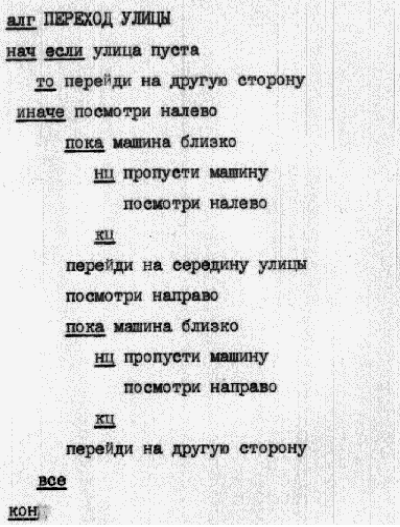 алг ПЕРЕХОД УЛИЦЫ
нач если улица пуста
то перейди на другую сторону
иначе посмотри налево
пока машина близко
нц пропусти машину
посмотри налево
кц
перейди на середину улицы
посмотри направо
пока машина близко
нц пропусти машину
посмотри направо
кц
перейди на другую сторону
все
кон